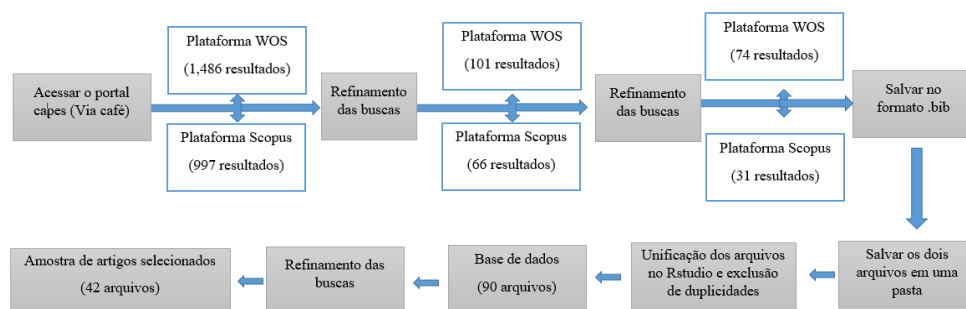 Acessar o portal
capes (Via café)
Plataforma WOS
(1,486 resultados)
Plataforma Scopus
(997 resultados)
Refinamento
das buscas
Plataforma WOS
(101 resultados)
Plataforma Scopus
(66 resultados)
Refinamento
das buscas
Plataforma WOS
(74 resultados)
Plataforma Scopus
(31 resultados)
Salvar no
formato .bib
Salvar os dois
arquivos em uma
pasta
Unificação dos arquivos
no Rstudio e exclusão
de duplicidades
Base de dados
(90 arquivos)
Refinamento das
buscas
Amostra de artigos selecionados
(42 arquivos)